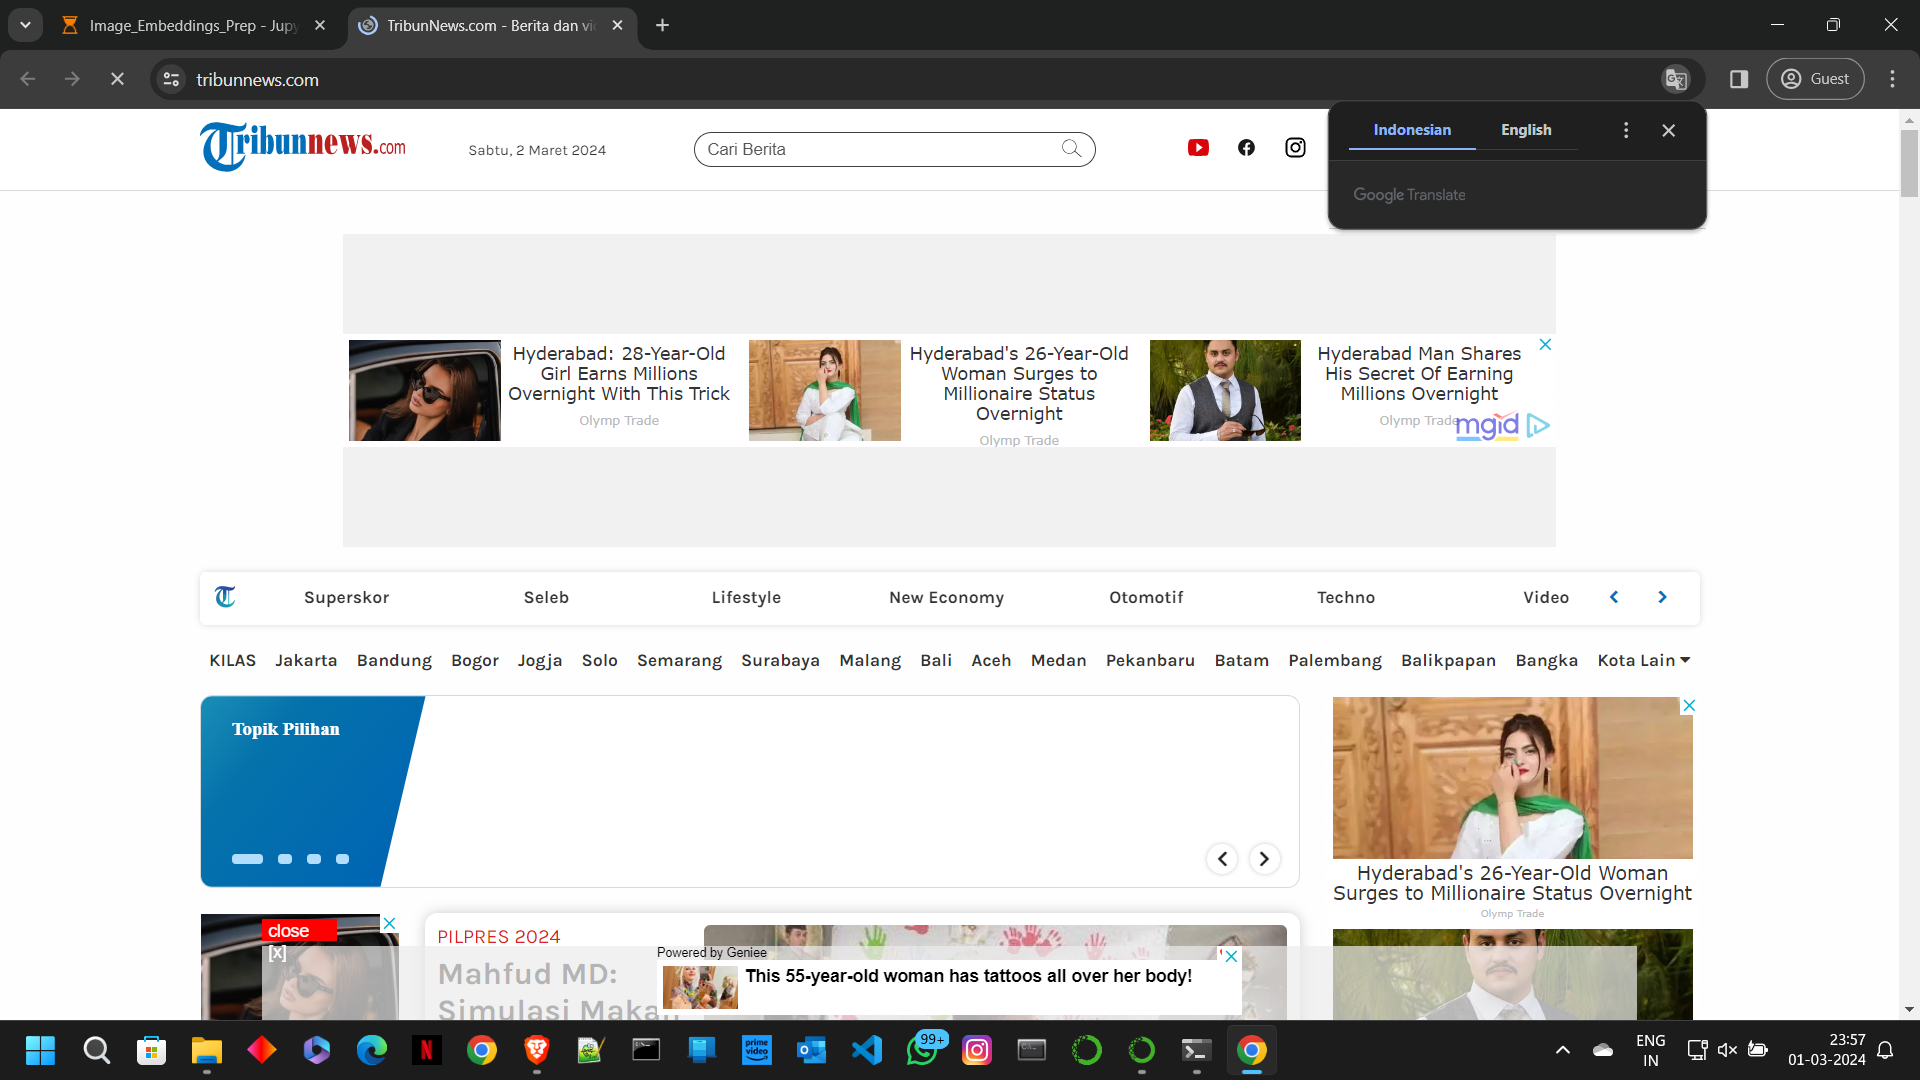 Image_Embeddings_Prep - Jupy
TribunNews.com - Berita dan vi
tribunnews.com
Guest
Tribunnews.com
Sabtu, 2 Maret 2024
Cari Berita
Indonesian English
Google Translate
Hyderabad: 28-Year-Old
Girl Earns Millions
Overnight With This Trick
Olymp Trade
Hyderabad's 26-Year-Old
Woman Surges to
Millionaire Status
Overnight
Olymp Trade
Hyderabad Man Shares
His Secret Of Earning
Millions Overnight
Olymp Trade
mgid
Superskor Seleb Lifestyle New Economy Otomotif Techno Video
KILAS Jakarta Bandung Bogor Jogja Solo Semarang Surabaya Malang Bali Aceh Medan Pekanbaru Batam Palembang Balikpapan Bangka Kota Lain
Topik Pilihan
Hyderabad's 26-Year-Old Woman
Surges to Millionaire Status Overnight
Olymp Trade
close
[x]
PILPRES 2024
Mahfud MD:
Simulasi Makan
Powered by Geniee
This 55-year-old woman has tattoos all over her body!
prime
video
99+
ENG
IN
23:57
01-03-2024